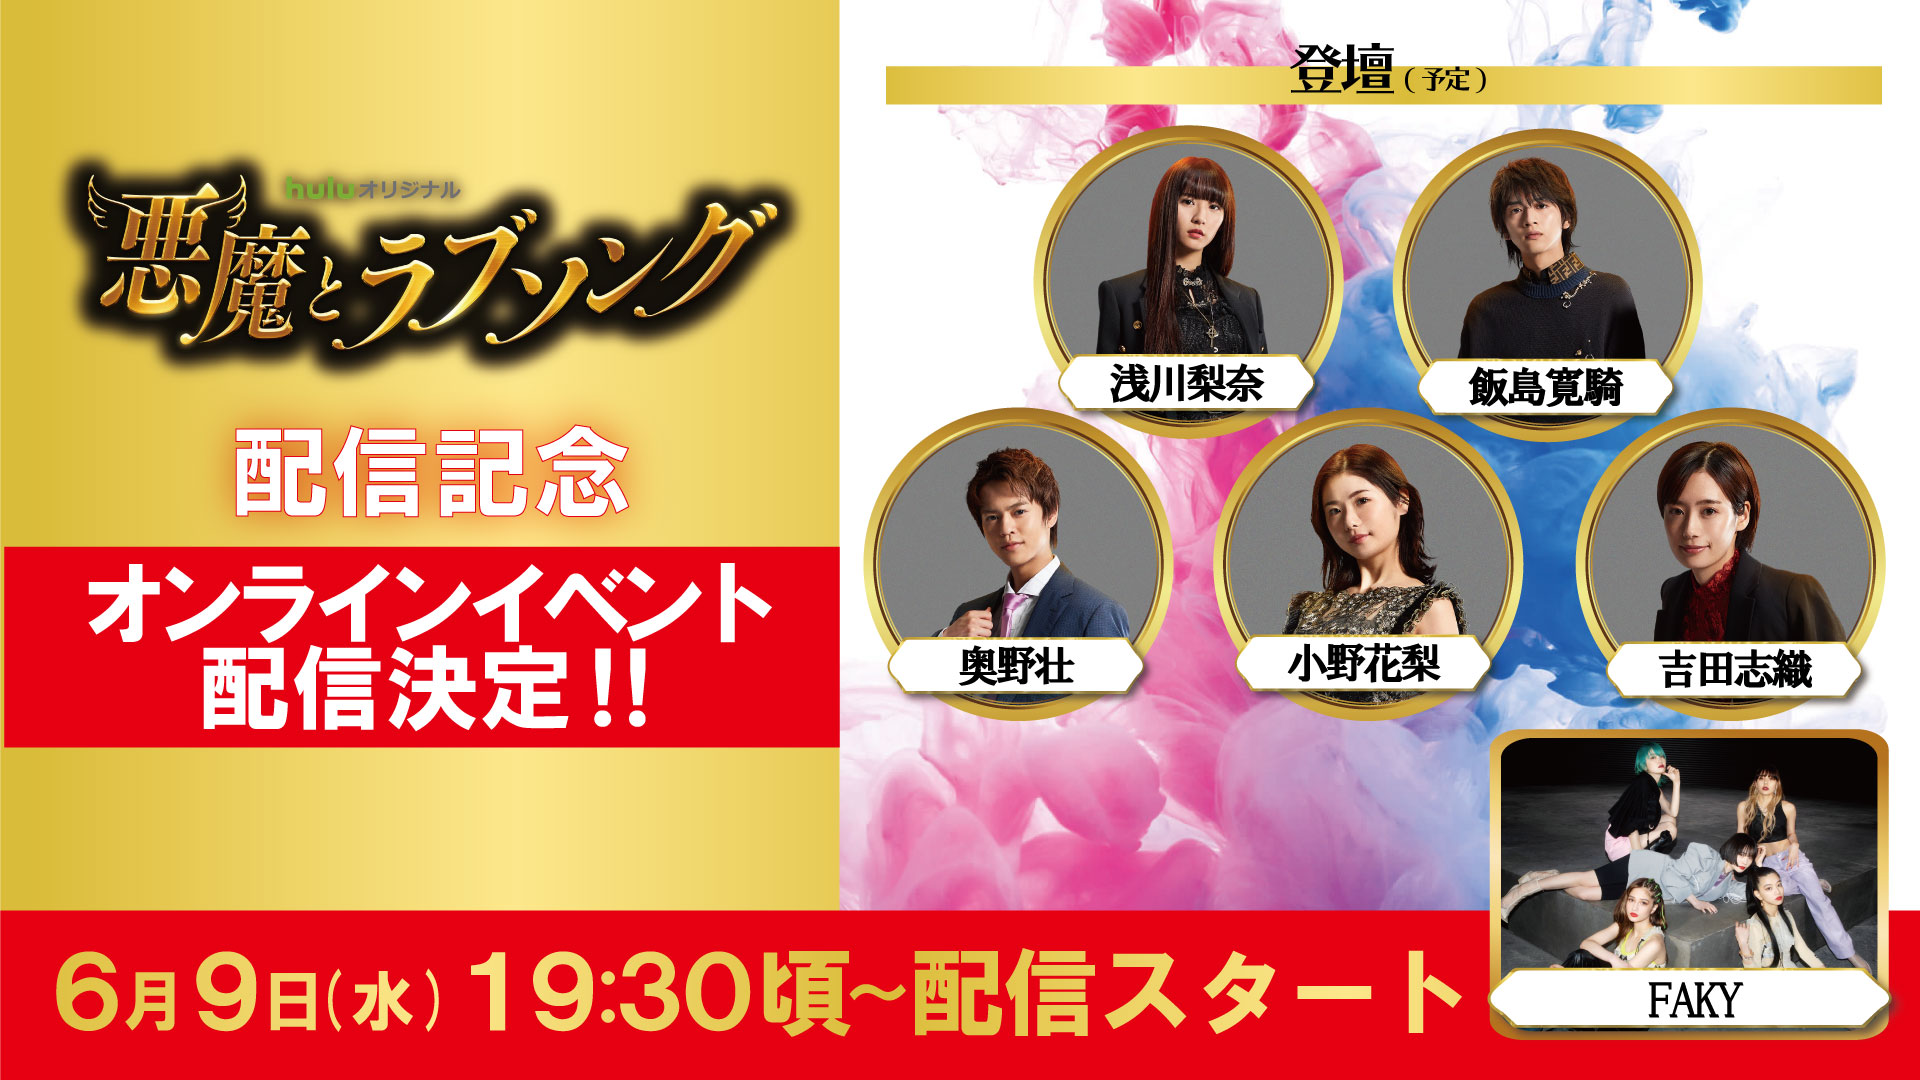 huluオリジナル
悪魔とラブソング
配信記念
オンラインイベント
配信決定!!
登壇(予定)
浅川梨奈
飯島寛騎
奥野壮
小野花梨
吉田志織
FAKY
6月9日(水) 19:30頃～配信スタート